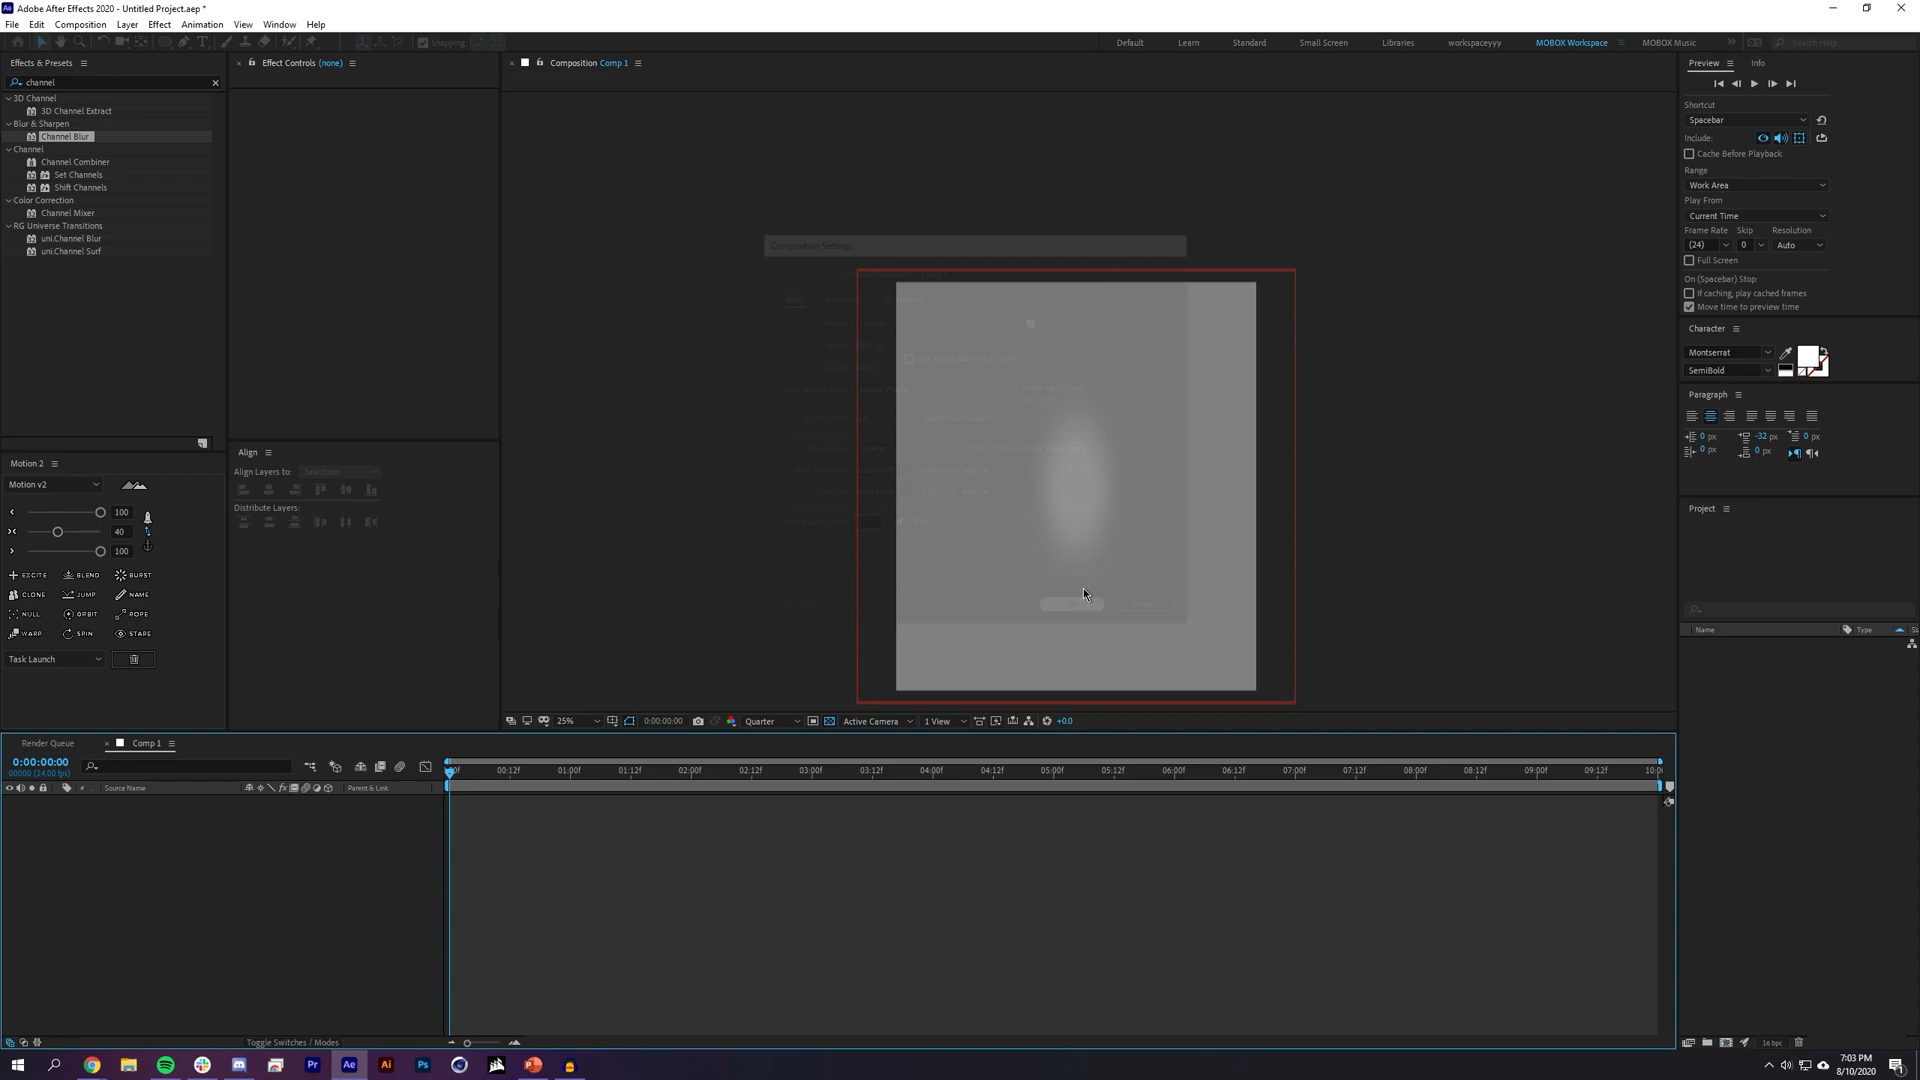 Adobe After Effects 2020 - Untitled Project.aep *
File Edit Composition Layer Effect Animation View Window Help
Snapping
Default Learn Standard Small Screen Libraries workspaceyyy MOBOX Workspace MOBOX Music Search Help
Effects & Presets
channel
3D Channel
3D Channel Extract
Blur & Sharpen
Channel Blur
Channel
Channel Combiner
Set Channels
Shift Channels
Color Correction
Channel Mixer
RG Universe Transitions
uni.Channel Blur
uni.Channel Surf
Motion 2
Motion v2
100
40
100
EXCITE BLEND BURST
CLONE JUMP NAME
NULL ORBIT ROPE
WARP SPIN STARE
Task Launch
Effect Controls (none)
Align
Align Layers to: Selection
Distribute Layers:
Composition Comp 1
Composition Settings
25% 0:00:00:00 Quarter Active Camera 1 View +0.0
Preview Info
Shortcut
Spacebar
Include:
Cache Before Playback
Range
Work Area
Play From
Current Time
Frame Rate Skip Resolution
(24) 0 Auto
Full Screen
On (Spacebar) Stop:
If caching, play cached frames
Move time to preview time
Character
Montserrat
SemiBold
Paragraph
0 px -32 px 0 px
0 px 0 px
Project
Name Type
16 bpc
Render Queue Comp 1
0:00:00:00
00000 (24.00 fps)
00:12f 01:00f 01:12f 02:00f 02:12f 03:00f 03:12f 04:00f 04:12f 05:00f 05:12f 06:00f 06:12f 07:00f 07:12f 08:00f 08:12f 09:00f 09:12f
# Source Name Parent & Link
Toggle Switches / Modes
Pr Ae Ai Ps
7:03 PM
8/10/2020